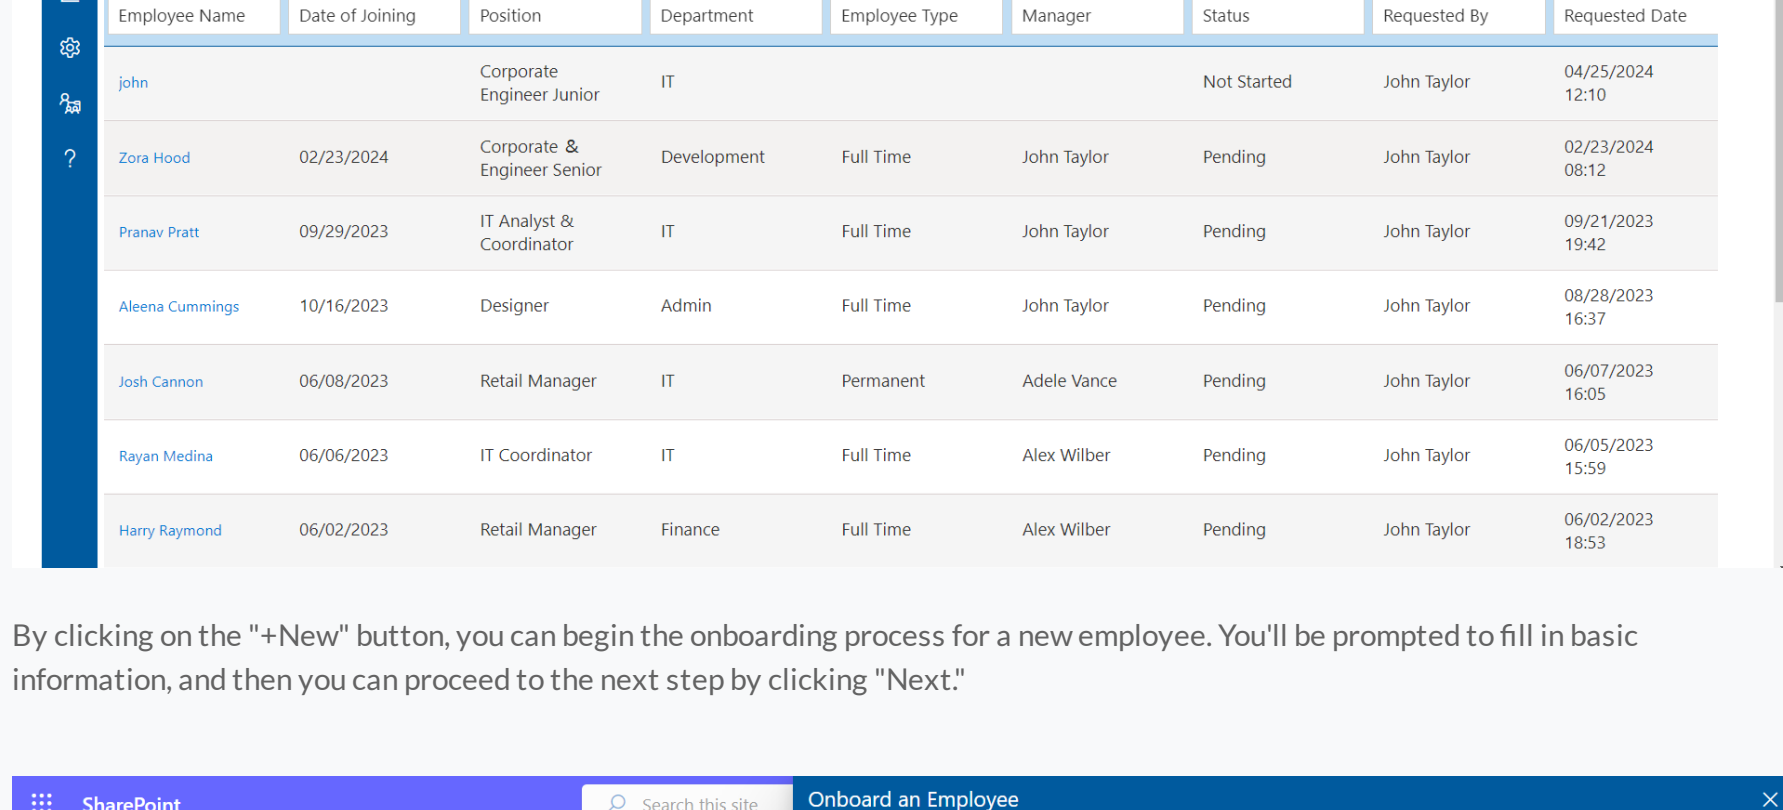 Employee Name Date of Joining Position Department Employee Type Manager Status Requested By Requested Date
john Corporate Engineer Junior IT Not Started John Taylor 04/25/2024 12:10
Zora Hood 02/23/2024 Corporate & Engineer Senior Development Full Time John Taylor Pending John Taylor 02/23/2024 08:12
Pranav Pratt 09/29/2023 IT Analyst & Coordinator IT Full Time John Taylor Pending John Taylor 09/21/2023 19:42
Aleena Cummings 10/16/2023 Designer Admin Full Time John Taylor Pending John Taylor 08/28/2023 16:37
Josh Cannon 06/08/2023 Retail Manager IT Permanent Adele Vance Pending John Taylor 06/07/2023 16:05
Rayan Medina 06/06/2023 IT Coordinator IT Full Time Alex Wilber Pending John Taylor 06/05/2023 15:59
Harry Raymond 06/02/2023 Retail Manager Finance Full Time Alex Wilber Pending John Taylor 06/02/2023 18:53
By clicking on the "+New" button, you can begin the onboarding process for a new employee. You'll be prompted to fill in basic
information, and then you can proceed to the next step by clicking "Next."
SharePoint Search this site Onboard an Employee